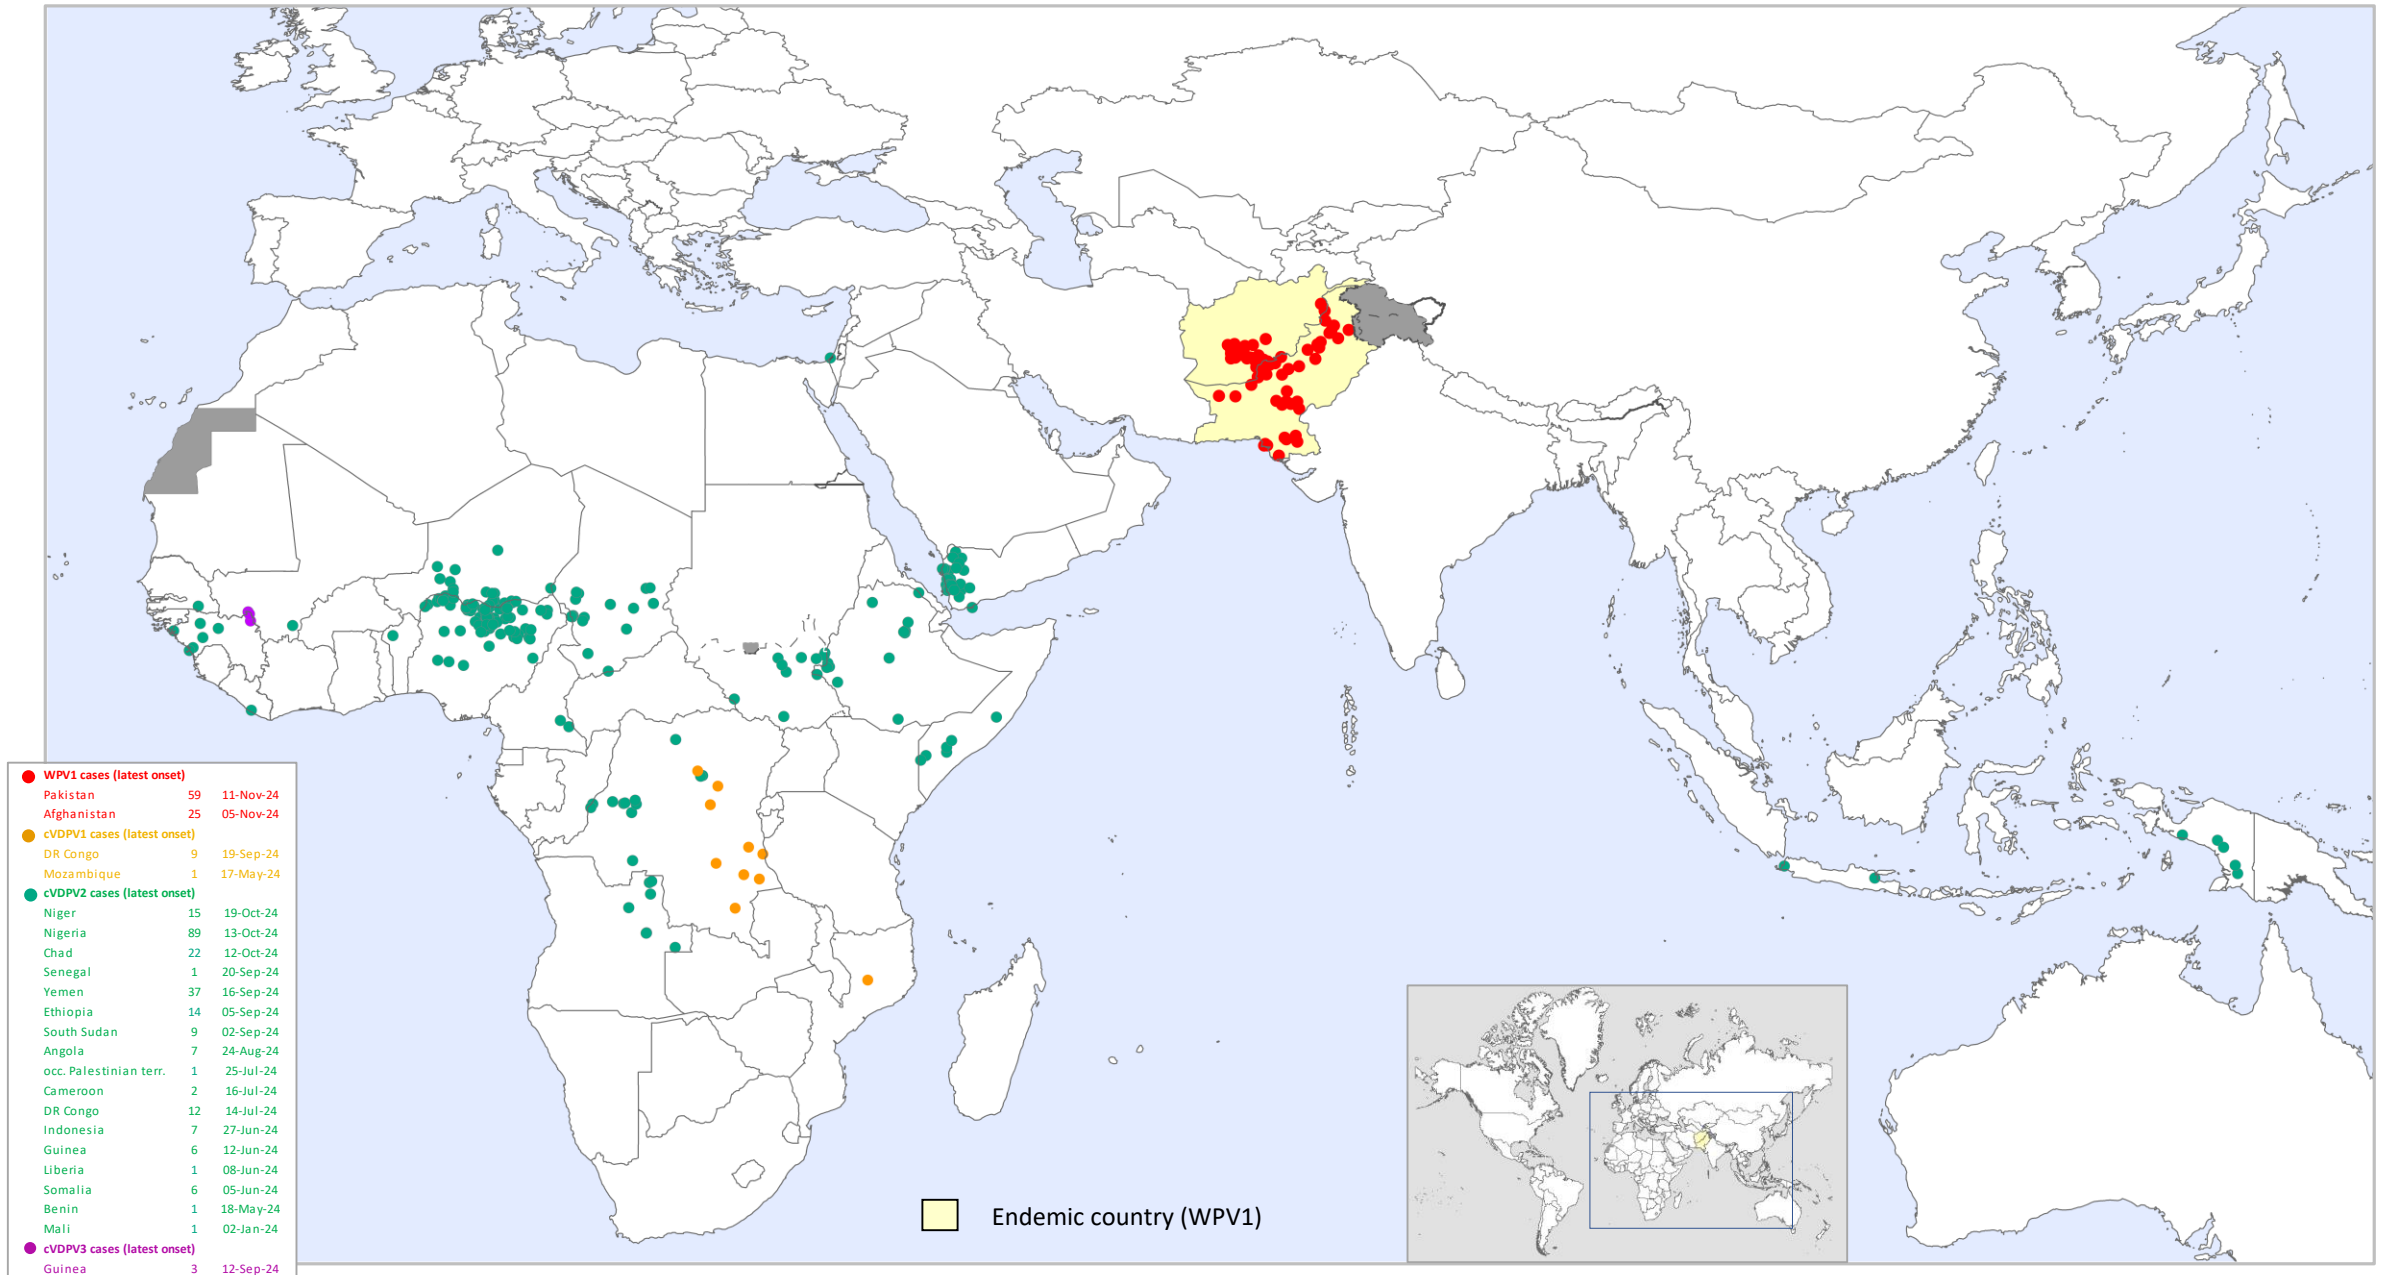 WPV1 cases (latest onset)
Pakistan 59 11-Nov-24
Afghanistan 25 05-Nov-24
cVDPV1 cases (latest onset)
DR Congo 9 19-Sep-24
Mozambique 1 17-May-24
cVDPV2 cases (latest onset)
Niger 15 19-Oct-24
Nigeria 89 13-Oct-24
Chad 22 12-Oct-24
Senegal 1 20-Sep-24
Yemen 37 16-Sep-24
Ethiopia 14 05-Sep-24
South Sudan 9 02-Sep-24
Angola 7 24-Aug-24
occ. Palestinian terr. 1 25-Jul-24
Cameroon 2 16-Jul-24
DR Congo 12 14-Jul-24
Indonesia 7 27-Jun-24
Guinea 6 12-Jun-24
Liberia 1 08-Jun-24
Somalia 6 05-Jun-24
Benin 1 18-May-24
Mali 1 02-Jan-24
cVDPV3 cases (latest onset)
Guinea 3 12-Sep-24
Endemic country (WPV1)